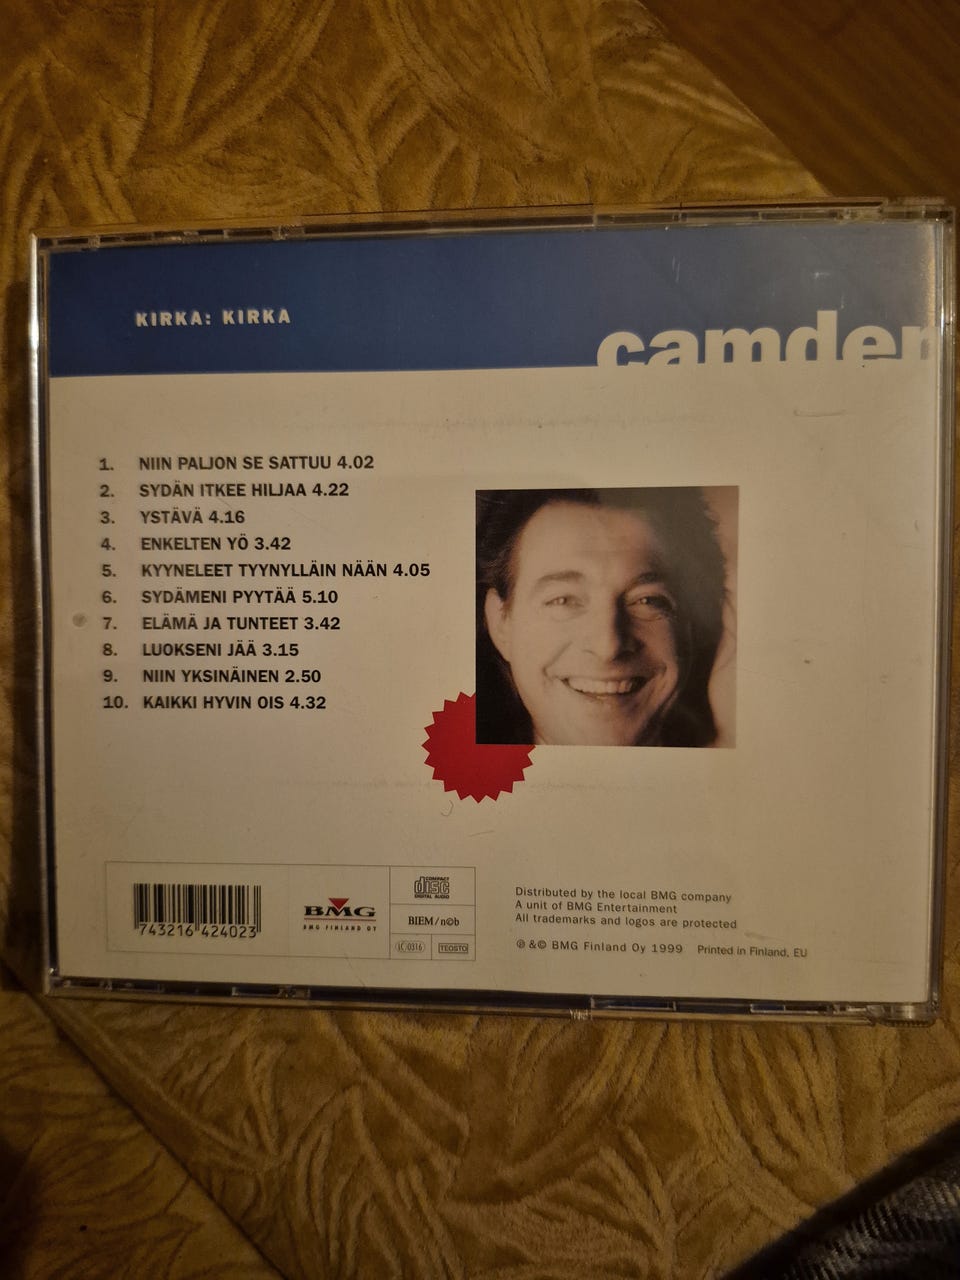 KIRKA: KIRKA
camden
1. NIIN PALJON SE SATTUU 4.02
2. SYDÄN ITKEE HILJAA 4.22
3. YSTÄVÄ 4.16
4. ENKELTEN YÖ 3.42
5. KYYNELEET TYYNYLLÄIN NÄÄN 4.05
6. SYDÄMENI PYYTÄÄ 5.10
7. ELÄMÄ JA TUNTEET 3.42
8. LUOKSENI JÄÄ 3.15
9. NIIN YKSINÄINEN 2.50
10. KAIKKI HYVIN OIS 4.32
743216 424023
BMG
BMG FINLAND OY
COMPACT
disc
DIGITAL AUDIO
BIEM/n©b
LC 0316
TEOSTO
Distributed by the local BMG company
A unit of BMG Entertainment
All trademarks and logos are protected
℗ &© BMG Finland Oy 1999 Printed in Finland, EU